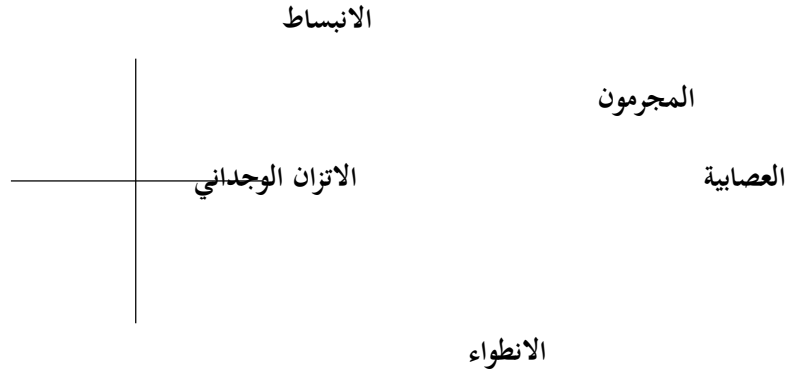 الانبساط
المجرمون
العصابية
الاتزان الوجداني
الانطواء